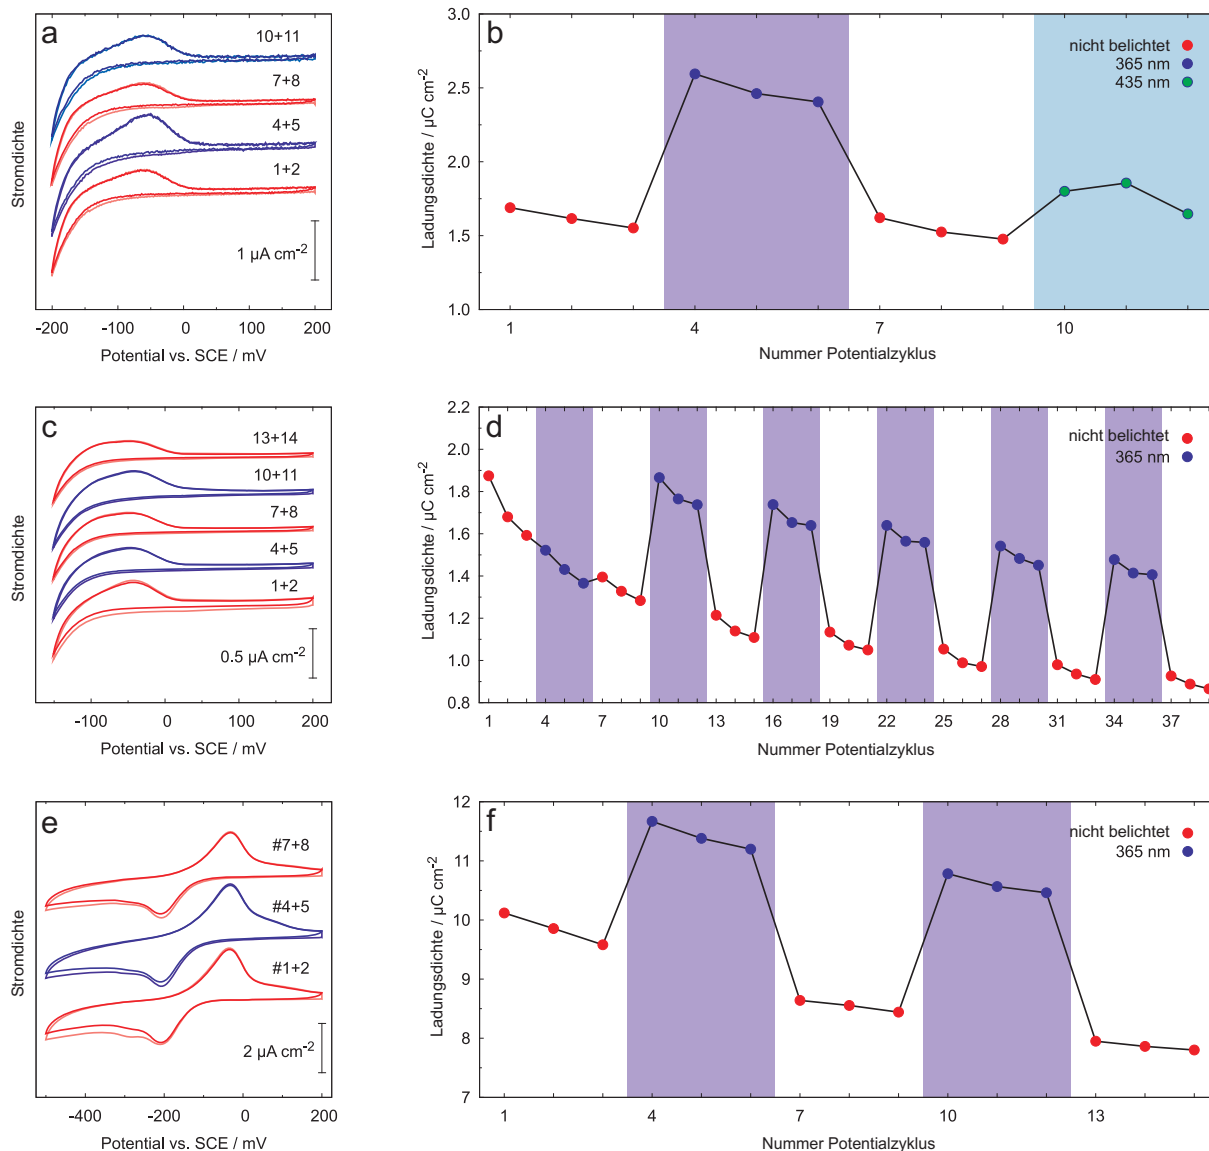 a
10+11
7+8
4+5
1+2
1 µA cm-2
Stromdichte
-200 -100 -50 0 50 100 200
Potential vs. SCE / mV
b
nicht belichtet
365 nm
435 nm
3.0
2.5
2.0
1.5
1.0
Ladungsdichte / µC cm-2
1 4 7 10
Nummer Potentialzyklus
c
13+14
10+11
7+8
4+5
1+2
0.5 µA cm-2
Stromdichte
-100 0 100 200
Potential vs. SCE / mV
d
nicht belichtet
365 nm
2.2
2.0
1.8
1.6
1.4
1.2
1.0
0.8
Ladungsdichte / µC cm-2
1 4 7 10 13 16 19 22 25 28 31 34 37
Nummer Potentialzyklus
e
#7+8
#4+5
#1+2
2 µA cm-2
Stromdichte
-400 -200 0 200
Potential vs. SCE / mV
f
nicht belichtet
365 nm
12
11
10
9
8
7
Ladungsdichte / µC cm-2
1 4 7 10 13
Nummer Potentialzyklus